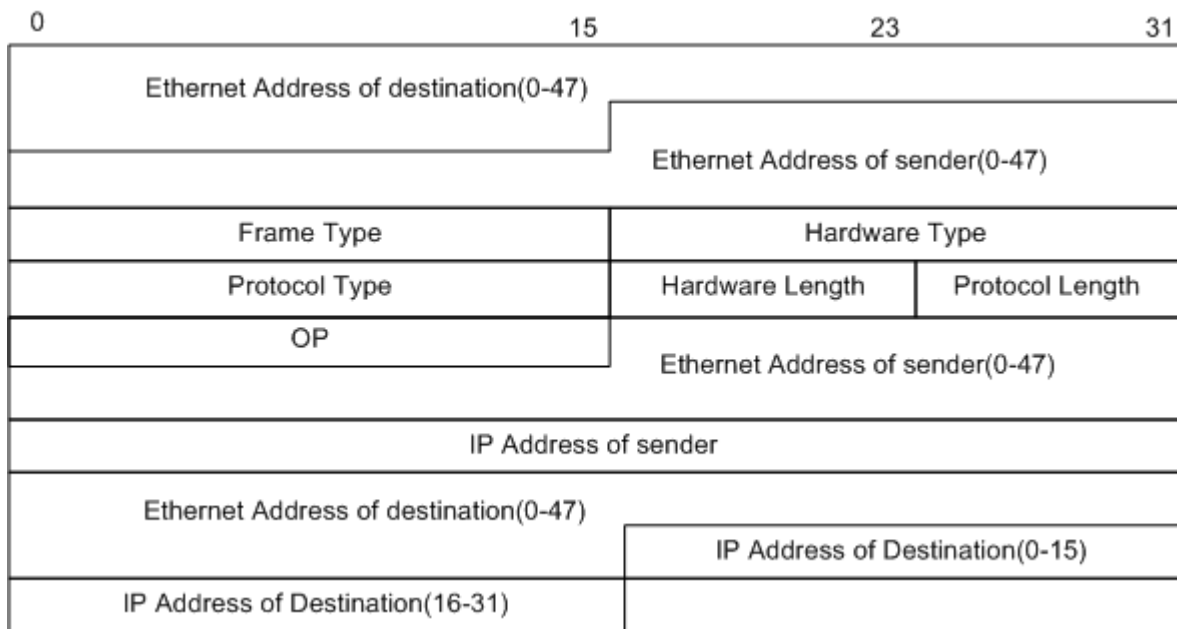 0 15 23 31
Ethernet Address of destination(0-47)
Ethernet Address of sender(0-47)
Frame Type Hardware Type
Protocol Type Hardware Length Protocol Length
OP
Ethernet Address of sender(0-47)
IP Address of sender
Ethernet Address of destination(0-47)
IP Address of Destination(0-15)
IP Address of Destination(16-31)